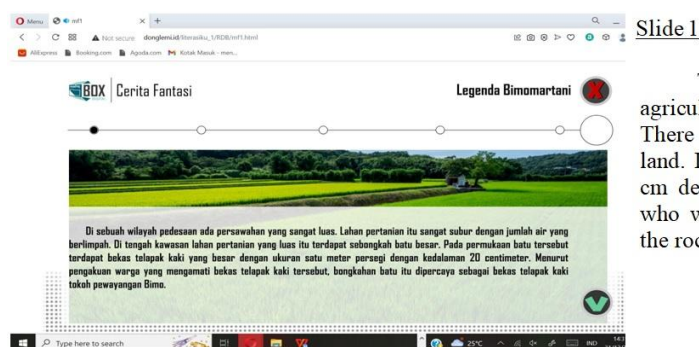 Menu
mf1
Not secure donglemi.id/literasiku_1/RDB/mf1.html
AliExpress Booking.com Agoda.com Kotak Masuk - men...
Slide 1
BOX Cerita Fantasi
Legenda Bimomartani
X
agricul
There
land.
cm de
who w
the roc
Di sebuah wilayah pedesaan ada persawahan yang sangat luas. Lahan pertanian itu sangat subur dengan jumlah air yang
berlimpah. Di tengah kawasan lahan pertanian yang luas itu terdapat sebongkah batu besar. Pada permukaan batu tersebut
terdapat bekas telapak kaki yang besar dengan ukuran satu meter persegi dengan kedalaman 20 centimeter. Menurut
pengakuan warga yang mengamati bekas telapak kaki tersebut, bongkahan batu itu dipercaya sebagai bekas telapak kaki
tokoh pewayangan Bimo.
Type here to search
25°C
IND